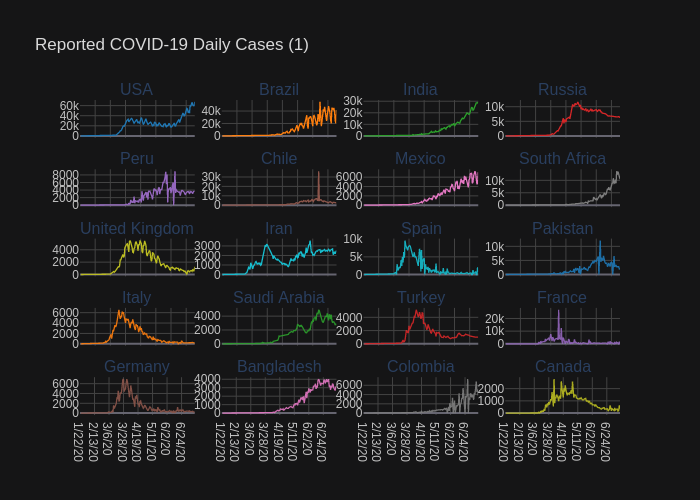 Reported COVID-19 Daily Cases (1)
USA Brazil India Russia
60k 40k 20k 0
40k 20k 0
30k 20k 10k 0
10k 5k 0
Peru Chile Mexico South Africa
8000 6000 4000 2000 0
30k 20k 10k 0
6000 4000 2000 0
10k 5k 0
United Kingdom Iran Spain Pakistan
4000 2000 0
3000 2000 1000 0
10k 5k 0
10k 5k 0
Italy Saudi Arabia Turkey France
6000 4000 2000 0
4000 2000 0
4000 2000 0
20k 10k 0
Germany Bangladesh Colombia Canada
6000 4000 2000 0
4000 3000 2000 1000 0
6000 4000 2000 0
2000 1000 0
1/22/20 2/13/20 3/6/20 3/28/20 4/19/20 5/11/20 6/2/20 6/24/20
1/22/20 2/13/20 3/6/20 3/28/20 4/19/20 5/11/20 6/2/20 6/24/20
1/22/20 2/13/20 3/6/20 3/28/20 4/19/20 5/11/20 6/2/20 6/24/20
1/22/20 2/13/20 3/6/20 3/28/20 4/19/20 5/11/20 6/2/20 6/24/20